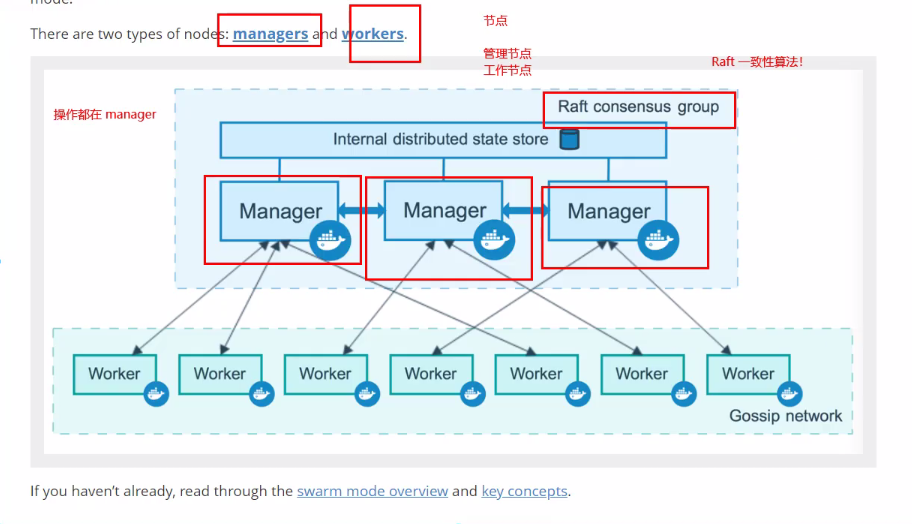 mode.
There are two types of nodes: managers and workers.
节点
管理节点
工作节点
Raft 一致性算法！
操作都在 manager
Raft consensus group
Internal distributed state store
Manager
Manager
Manager
Worker
Worker
Worker
Worker
Worker
Worker
Worker
Gossip network
If you haven’t already, read through the swarm mode overview and key concepts.